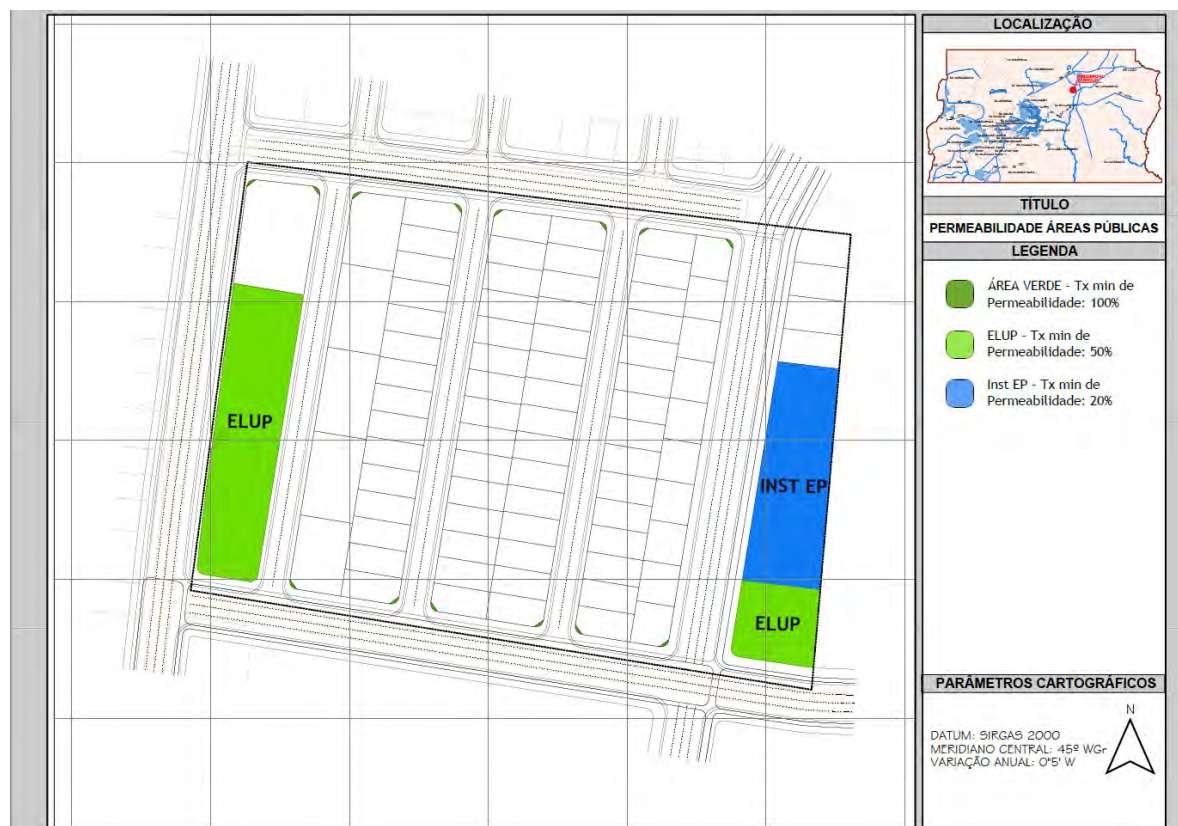 LOCALIZAÇÃO
TÍTULO
PERMEABILIDADE ÁREAS PÚBLICAS
LEGENDA
ÁREA VERDE - Tx min de
Permeabilidade: 100%
ELUP - Tx min de
Permeabilidade: 50%
Inst EP - Tx min de
Permeabilidade: 20%
ELUP
INST EP
ELUP
PARÂMETROS CARTOGRÁFICOS
N
DATUM: SIRGAS 2000
MERIDIANO CENTRAL: 45º WGr
VARIAÇÃO ANUAL: 0°5' W